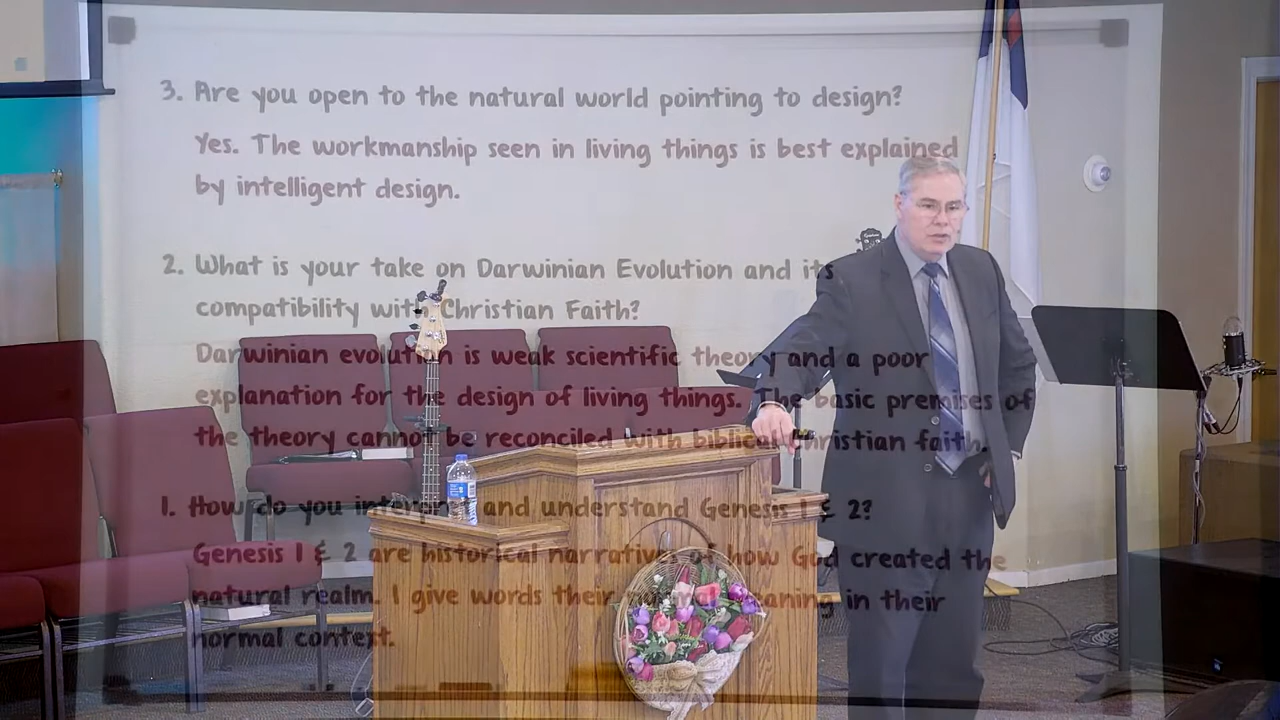 3. Are you open to the natural world pointing to design?
Yes. The workmanship seen in living things is best explained
by intelligent design.
2. What is your take on Darwinian Evolution and its
compatibility with Christian Faith?
Darwinian evolution is weak scientific theory and a poor
explanation for the design of living things. The basic premises of
the theory cannot be reconciled with biblical Christian faith.
1. How do you interpret and understand Genesis 1 & 2?
Genesis 1 & 2 are historical narrative of how God created the
natural realm. I give words their normal meaning in their
normal context.